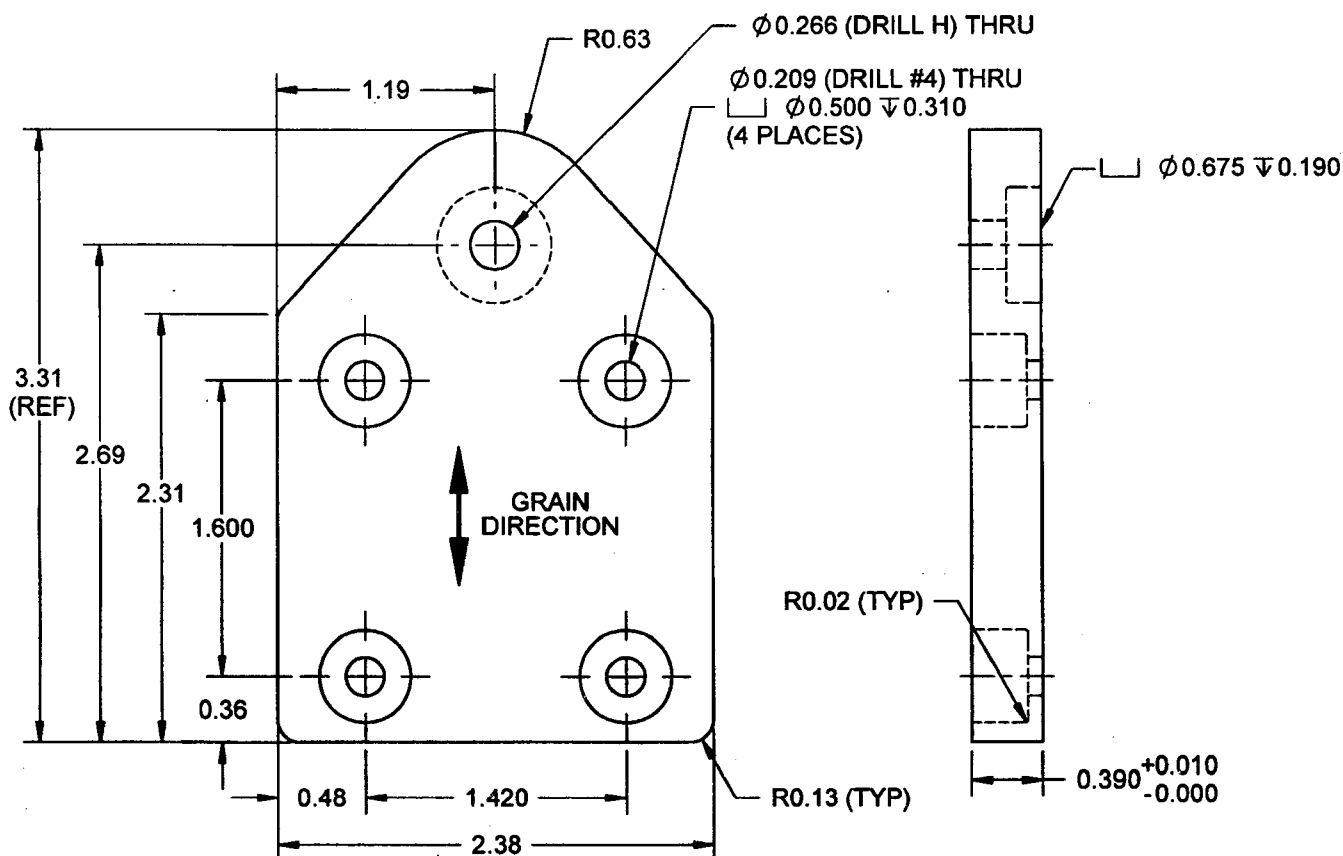 Ø0.266 (DRILL H) THRU
R0.63
Ø0.209 (DRILL #4) THRU
⌴ Ø0.500 ↧0.310
(4 PLACES)
1.19
⌴ Ø0.675 ↧0.190
3.31
(REF)
2.69
2.31
1.600
GRAIN
DIRECTION
R0.02 (TYP)
0.36
0.390 +0.010
-0.000
0.48
1.420
R0.13 (TYP)
2.38